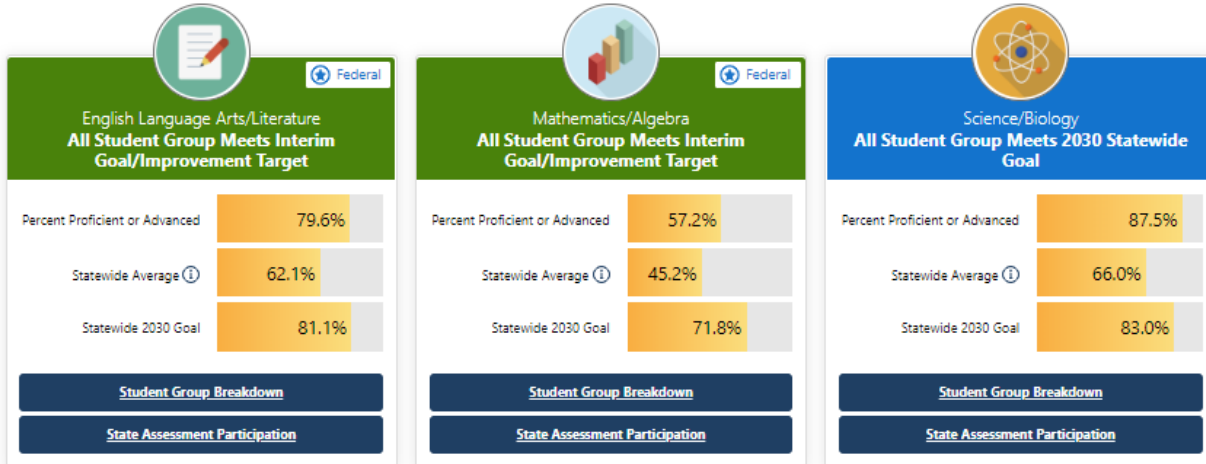 Federal
English Language Arts/Literature
All Student Group Meets Interim
Goal/Improvement Target
Percent Proficient or Advanced 79.6%
Statewide Average 62.1%
Statewide 2030 Goal 81.1%
Student Group Breakdown
State Assessment Participation
Federal
Mathematics/Algebra
All Student Group Meets Interim
Goal/Improvement Target
Percent Proficient or Advanced 57.2%
Statewide Average 45.2%
Statewide 2030 Goal 71.8%
Student Group Breakdown
State Assessment Participation
Science/Biology
All Student Group Meets 2030 Statewide
Goal
Percent Proficient or Advanced 87.5%
Statewide Average 66.0%
Statewide 2030 Goal 83.0%
Student Group Breakdown
State Assessment Participation